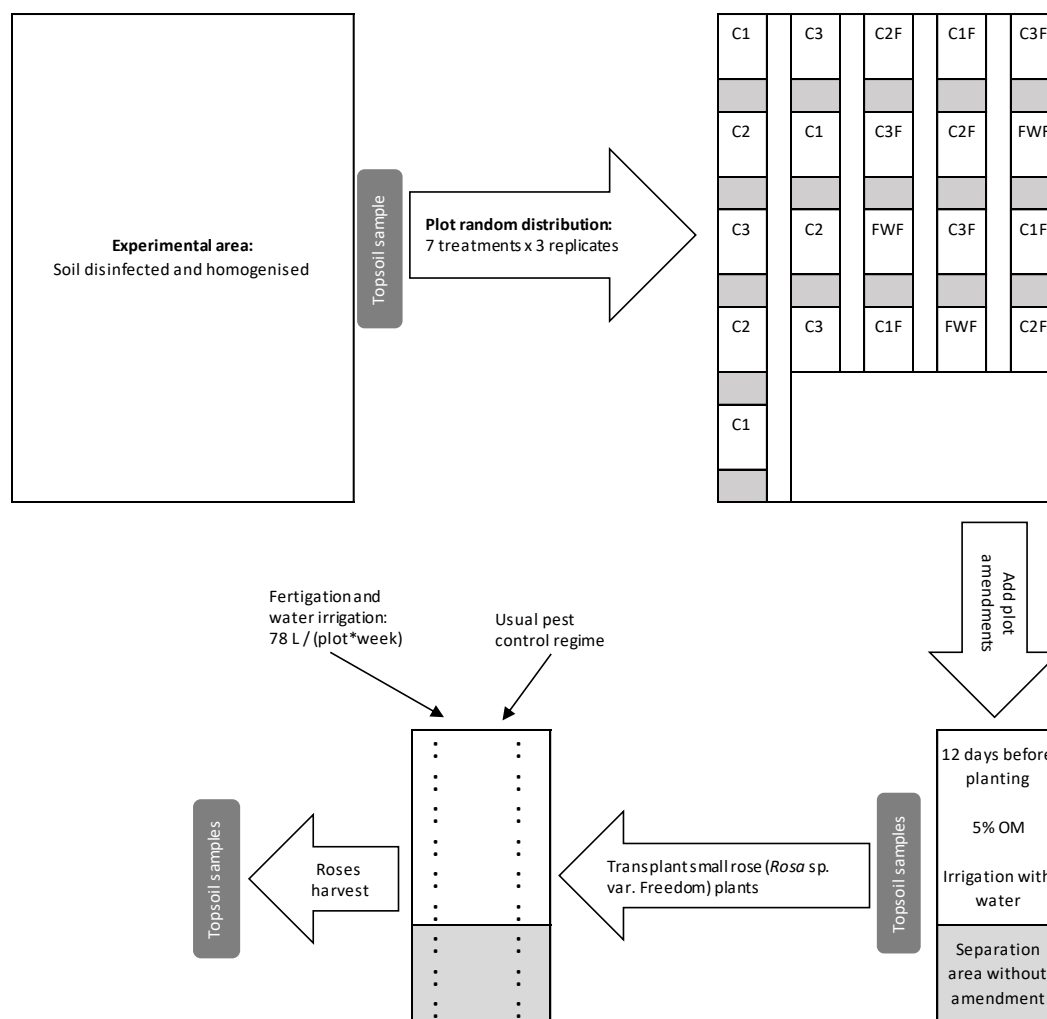 Experimental area:
Soil disinfected and homogenised
Topsoil sample
Plot random distribution:
7 treatments x 3 replicates
C1 C3 C2F C1F C3F
C2 C1 C3F C2F FWF
C3 C2 FWF C3F C1F
C2 C3 C1F FWF C2F
C1
Add plot
amendments
12 days before
planting
5% OM
Irrigation with
water
Separation
area without
amendment
Topsoil samples
Transplant small rose (Rosa sp.
var. Freedom) plants
Fertigation and
water irrigation:
78 L / (plot*week)
Usual pest
control regime
Roses
harvest
Topsoil samples